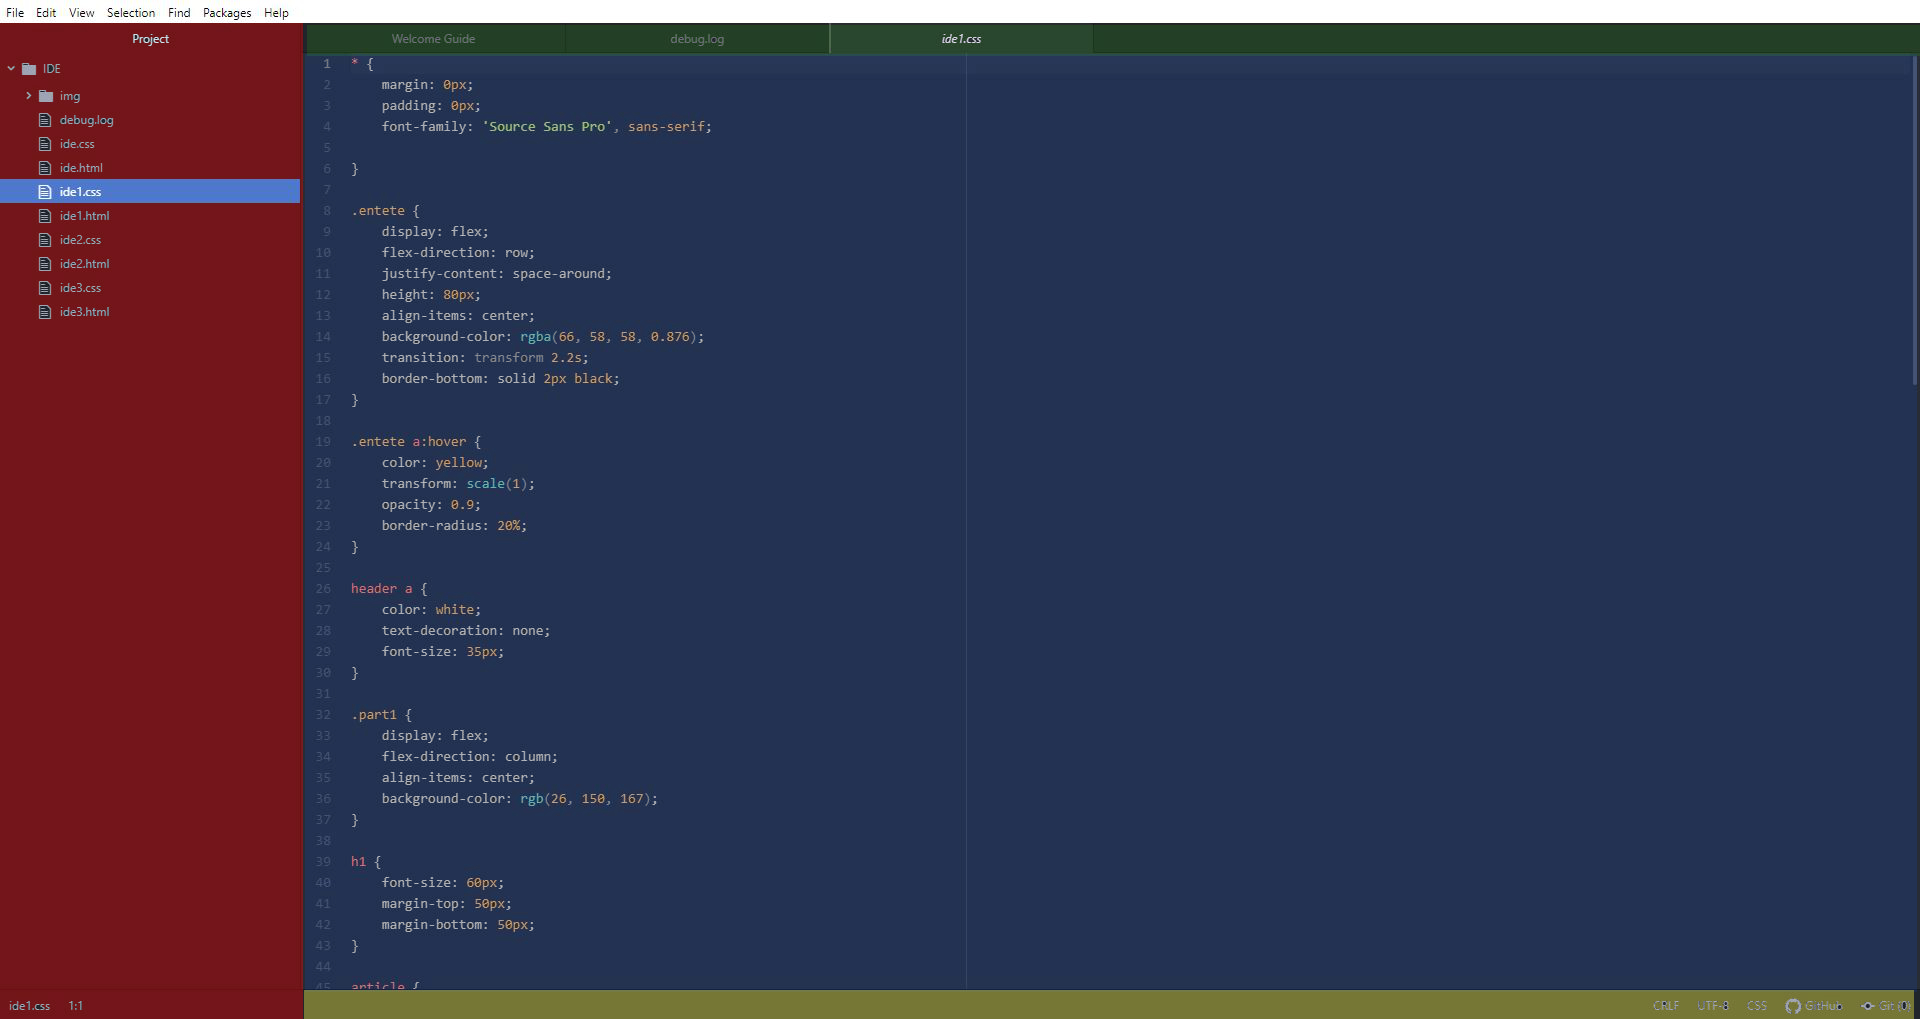 File Edit View Selection Find Packages Help
Project
IDE
img
debug.log
ide.css
ide.html
ide1.css
ide1.html
ide2.css
ide2.html
ide3.css
ide3.html
Welcome Guide debug.log ide1.css
1 * {
2 margin: 0px;
3 padding: 0px;
4 font-family: 'Source Sans Pro', sans-serif;
5
6 }
7
8 .entete {
9 display: flex;
10 flex-direction: row;
11 justify-content: space-around;
12 height: 80px;
13 align-items: center;
14 background-color: rgba(66, 58, 58, 0.876);
15 transition: transform 2.2s;
16 border-bottom: solid 2px black;
17 }
18
19 .entete a:hover {
20 color: yellow;
21 transform: scale(1);
22 opacity: 0.9;
23 border-radius: 20%;
24 }
25
26 header a {
27 color: white;
28 text-decoration: none;
29 font-size: 35px;
30 }
31
32 .part1 {
33 display: flex;
34 flex-direction: column;
35 align-items: center;
36 background-color: rgb(26, 150, 167);
37 }
38
39 h1 {
40 font-size: 60px;
41 margin-top: 50px;
42 margin-bottom: 50px;
43 }
44
45 article {
ide1.css 1:1
CRLF UTF-8 CSS GitHub Git (0)